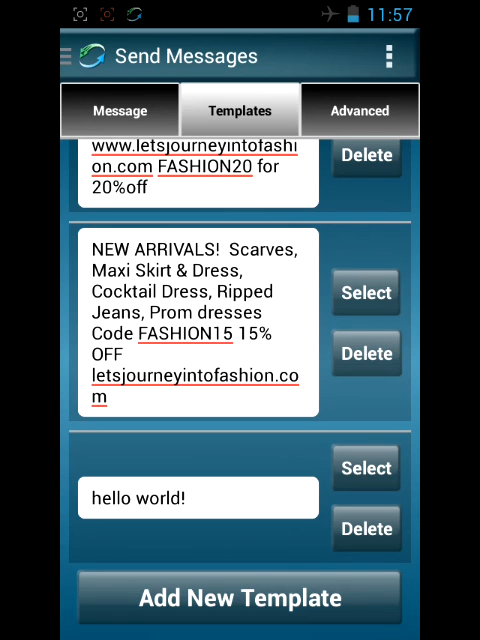 11:57
Send Messages
Message
Templates
Advanced
www.letsjourneyintofashi
on.com FASHION20 for
20%off
Delete
NEW ARRIVALS!  Scarves,
Maxi Skirt & Dress,
Cocktail Dress, Ripped
Jeans, Prom dresses
Code FASHION15 15%
OFF
letsjourneyintofashion.co
m
Select
Delete
hello world!
Select
Delete
Add New Template